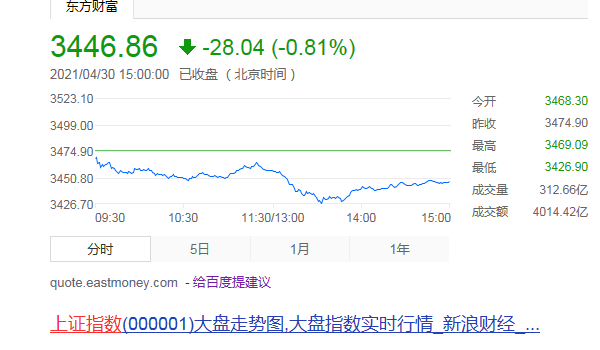 东方财富
3446.86 -28.04 (-0.81%)
2021/04/30 15:00:00 已收盘 （北京时间）
3523.10
3499.00
3474.90
3450.80
3426.70
09:30 10:30 11:30/13:00 14:00 15:00
今开 3468.30
昨收 3474.90
最高 3469.09
最低 3426.90
成交量 312.66亿
成交额 4014.42亿
分时 5日 1月 1年
quote.eastmoney.com - 给百度提建议
上证指数(000001)大盘走势图,大盘指数实时行情_新浪财经_...